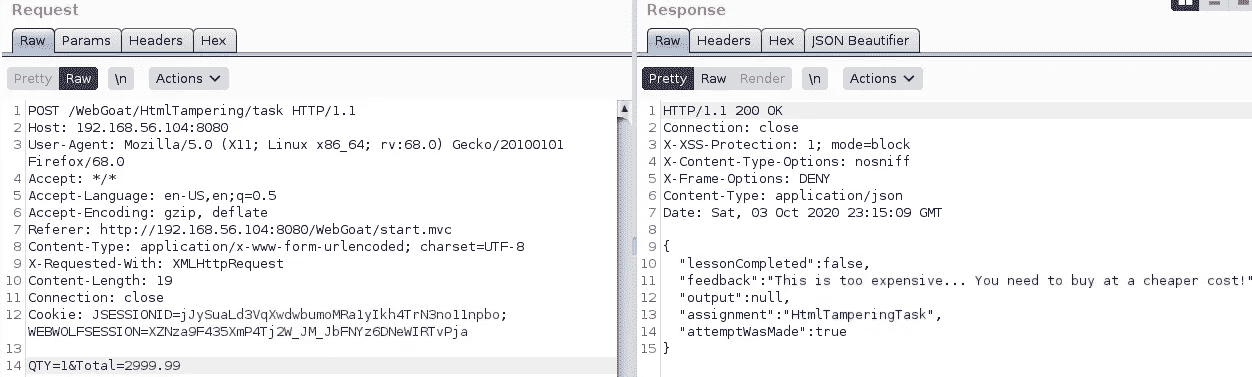 Request
Raw Params Headers Hex
Pretty Raw \n Actions
1 POST /WebGoat/HtmlTampering/task HTTP/1.1
2 Host: 192.168.56.104:8080
3 User-Agent: Mozilla/5.0 (X11; Linux x86_64; rv:68.0) Gecko/20100101
Firefox/68.0
4 Accept: */*
5 Accept-Language: en-US,en;q=0.5
6 Accept-Encoding: gzip, deflate
7 Referer: http://192.168.56.104:8080/WebGoat/start.mvc
8 Content-Type: application/x-www-form-urlencoded; charset=UTF-8
9 X-Requested-With: XMLHttpRequest
10 Content-Length: 19
11 Connection: close
12 Cookie: JSESSIONID=jJySuaLd3VqXwdwbumoMRa1yIkh4TrN3no11npbo;
WEBWOLFSESSION=XZNza9F435XmP4Tj2W_JM_JbFNYz6DNeWIRTvPja
13
14 QTY=1&Total=2999.99
Response
Raw Headers Hex JSON Beautifier
Pretty Raw Render \n Actions
1 HTTP/1.1 200 OK
2 Connection: close
3 X-XSS-Protection: 1; mode=block
4 X-Content-Type-Options: nosniff
5 X-Frame-Options: DENY
6 Content-Type: application/json
7 Date: Sat, 03 Oct 2020 23:15:09 GMT
8
9 {
10 "lessonCompleted":false,
11 "feedback":"This is too expensive... You need to buy at a cheaper cost!"
12 "output":null,
13 "assignment":"HtmlTamperingTask",
14 "attemptWasMade":true
15 }